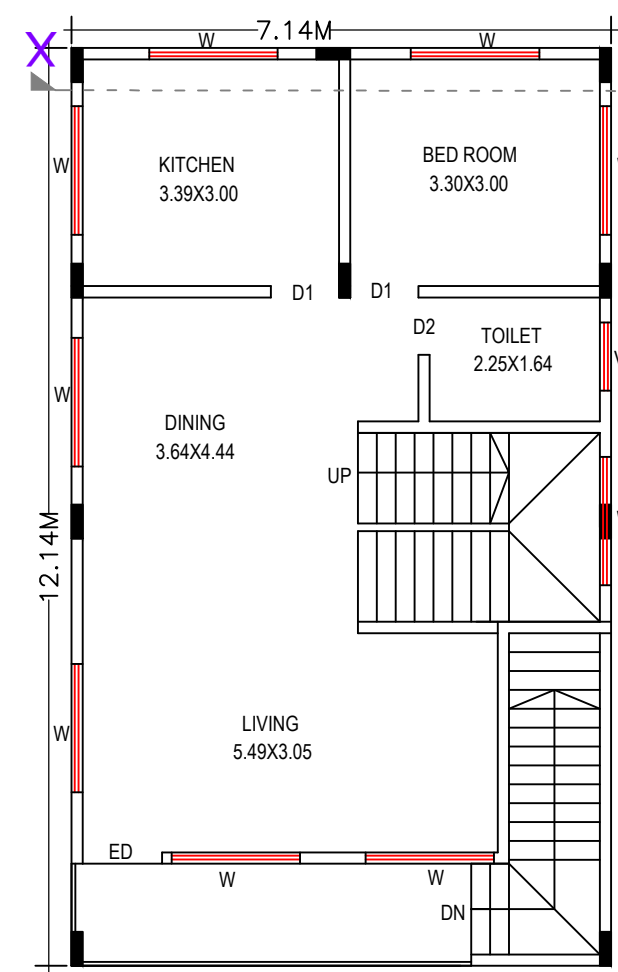 7.14M
X
W
W
W
KITCHEN
3.39X3.00
BED ROOM
3.30X3.00
D1
D1
D2
TOILET
2.25X1.64
W
DINING
3.64X4.44
UP
12.14M
W
LIVING
5.49X3.05
ED
W
W
DN